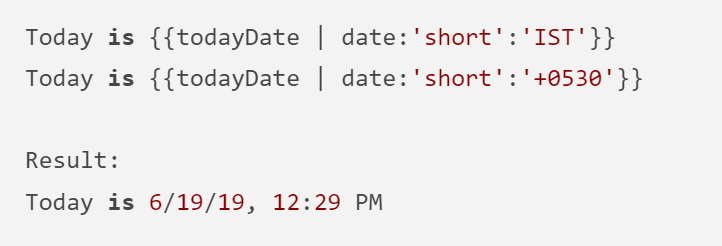 Today is {{todayDate | date:'short':'IST'}}
Today is {{todayDate | date:'short':'+0530'}}
Result:
Today is 6/19/19, 12:29 PM